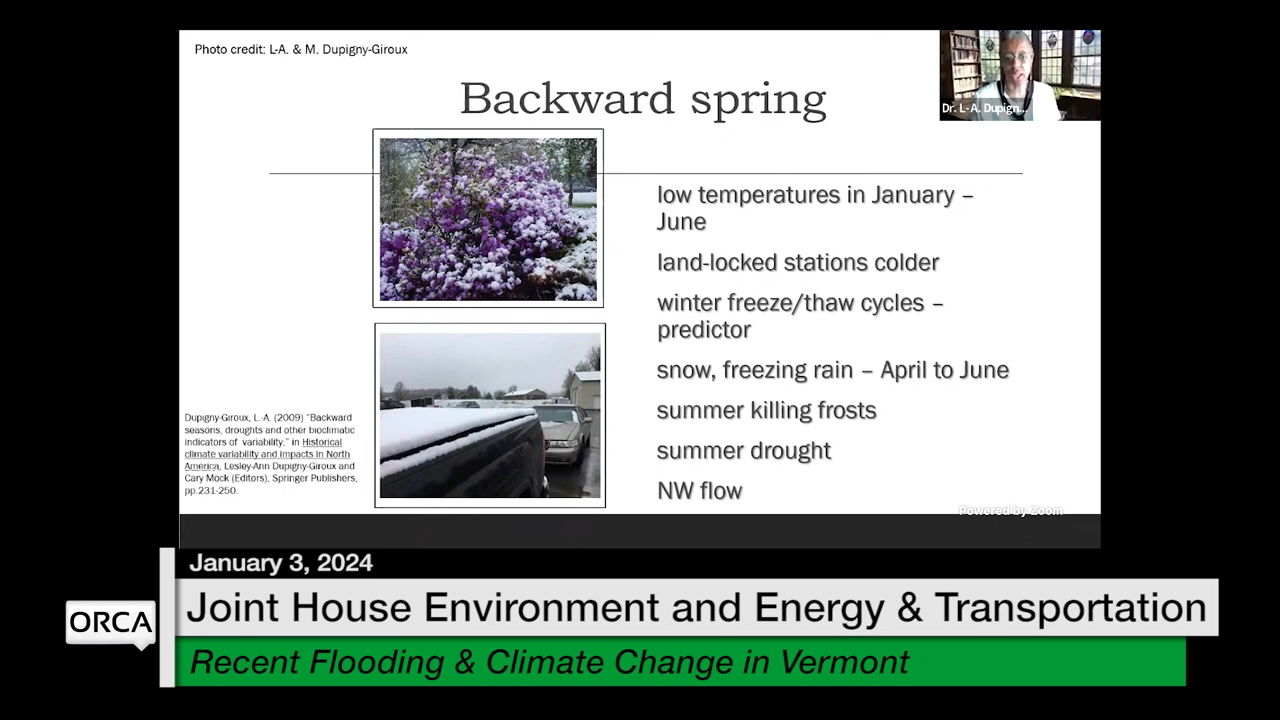 Photo credit: L-A. & M. Dupigny-Giroux
Backward spring
Dr. L-A. Dupign...
low temperatures in January –
June
land-locked stations colder
winter freeze/thaw cycles –
predictor
snow, freezing rain – April to June
summer killing frosts
summer drought
NW flow
Dupigny-Giroux, L.-A. (2009) "Backward
seasons, droughts and other bioclimatic
indicators of variability," in Historical
climate variability and impacts in North
America, Lesley-Ann Dupigny-Giroux and
Cary Mock (Editors), Springer Publishers,
pp.231-250.
Powered by Zoom
January 3, 2024
ORCA
Joint House Environment and Energy & Transportation
Recent Flooding & Climate Change in Vermont